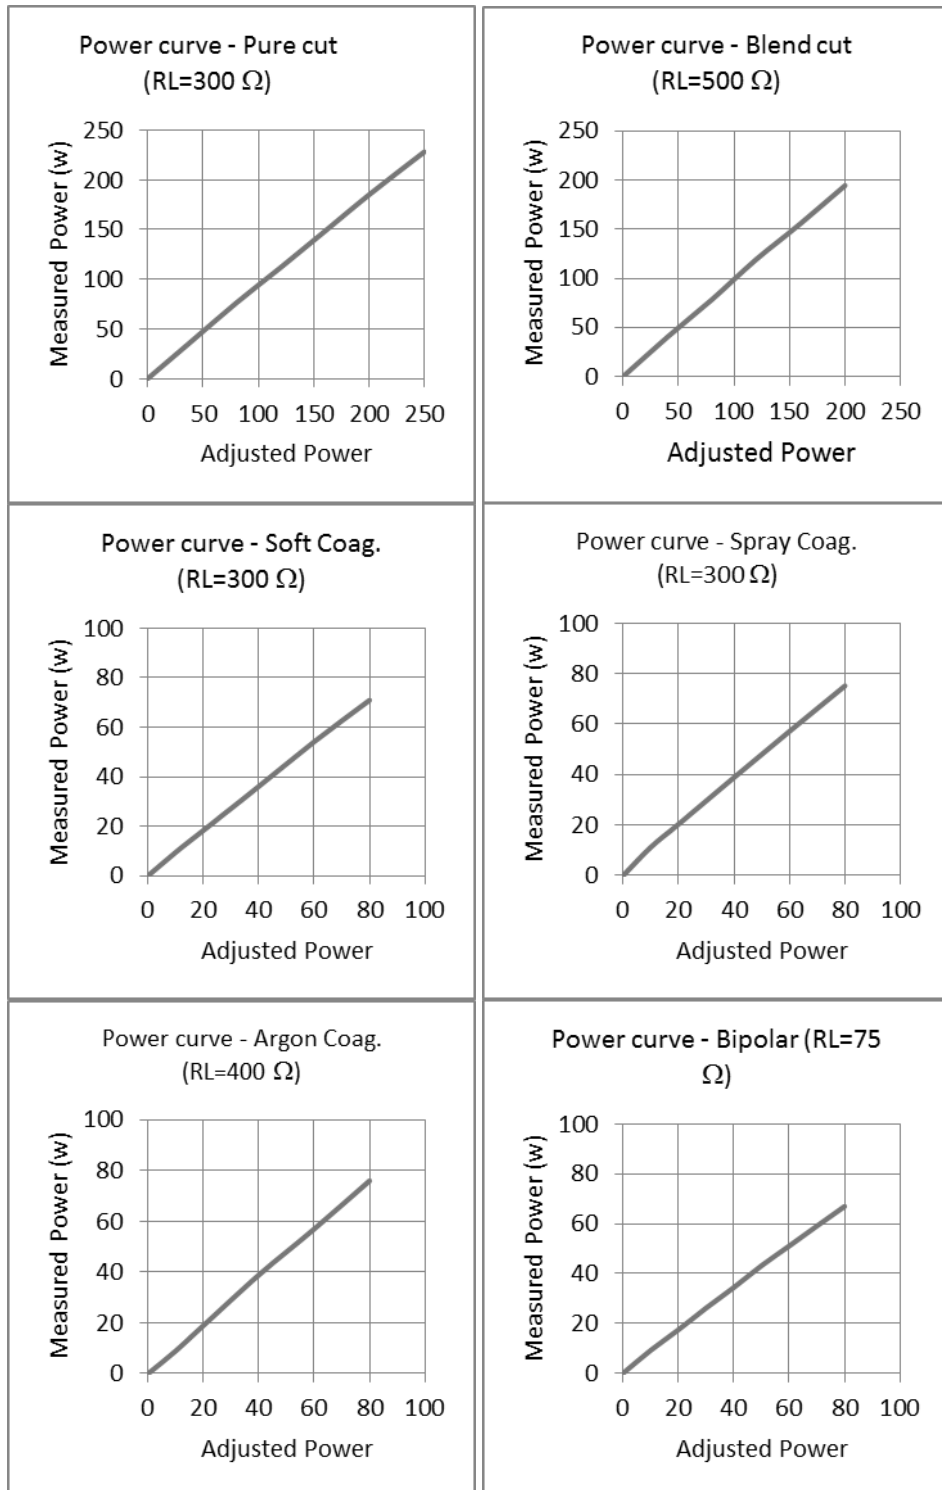 Power curve - Pure cut
(RL=300 Ω)
Measured Power (w)
250
200
150
100
50
0
0 50 100 150 200 250
Adjusted Power
Power curve - Blend cut
(RL=500 Ω)
Measured Power (w)
250
200
150
100
50
0
0 50 100 150 200 250
Adjusted Power
Power curve - Soft Coag.
(RL=300 Ω)
Measured Power (w)
100
80
60
40
20
0
0 20 40 60 80 100
Adjusted Power
Power curve - Spray Coag.
(RL=300 Ω)
Measured Power (w)
100
80
60
40
20
0
0 20 40 60 80 100
Adjusted Power
Power curve - Argon Coag.
(RL=400 Ω)
Measured Power (w)
100
80
60
40
20
0
0 20 40 60 80 100
Adjusted Power
Power curve - Bipolar (RL=75
Ω)
Measured Power (w)
100
80
60
40
20
0
0 20 40 60 80 100
Adjusted Power